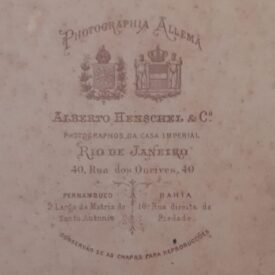 PHOTOGRAPHIA ALLEMÃ
ALBERTO HENSCHEL & Cº
PHOTOGRAPHOS DA CASA IMPERIAL
RIO DE JANEIRO
40, Rua dos Ourives, 40
PERNAMBUCO
2 Largo da Matriz de
Santo Antonio
BAHIA
16 Rua direita da
Piedade
CONSERVÃO SE AS CHAPAS PARA REPRODUCÇÕES